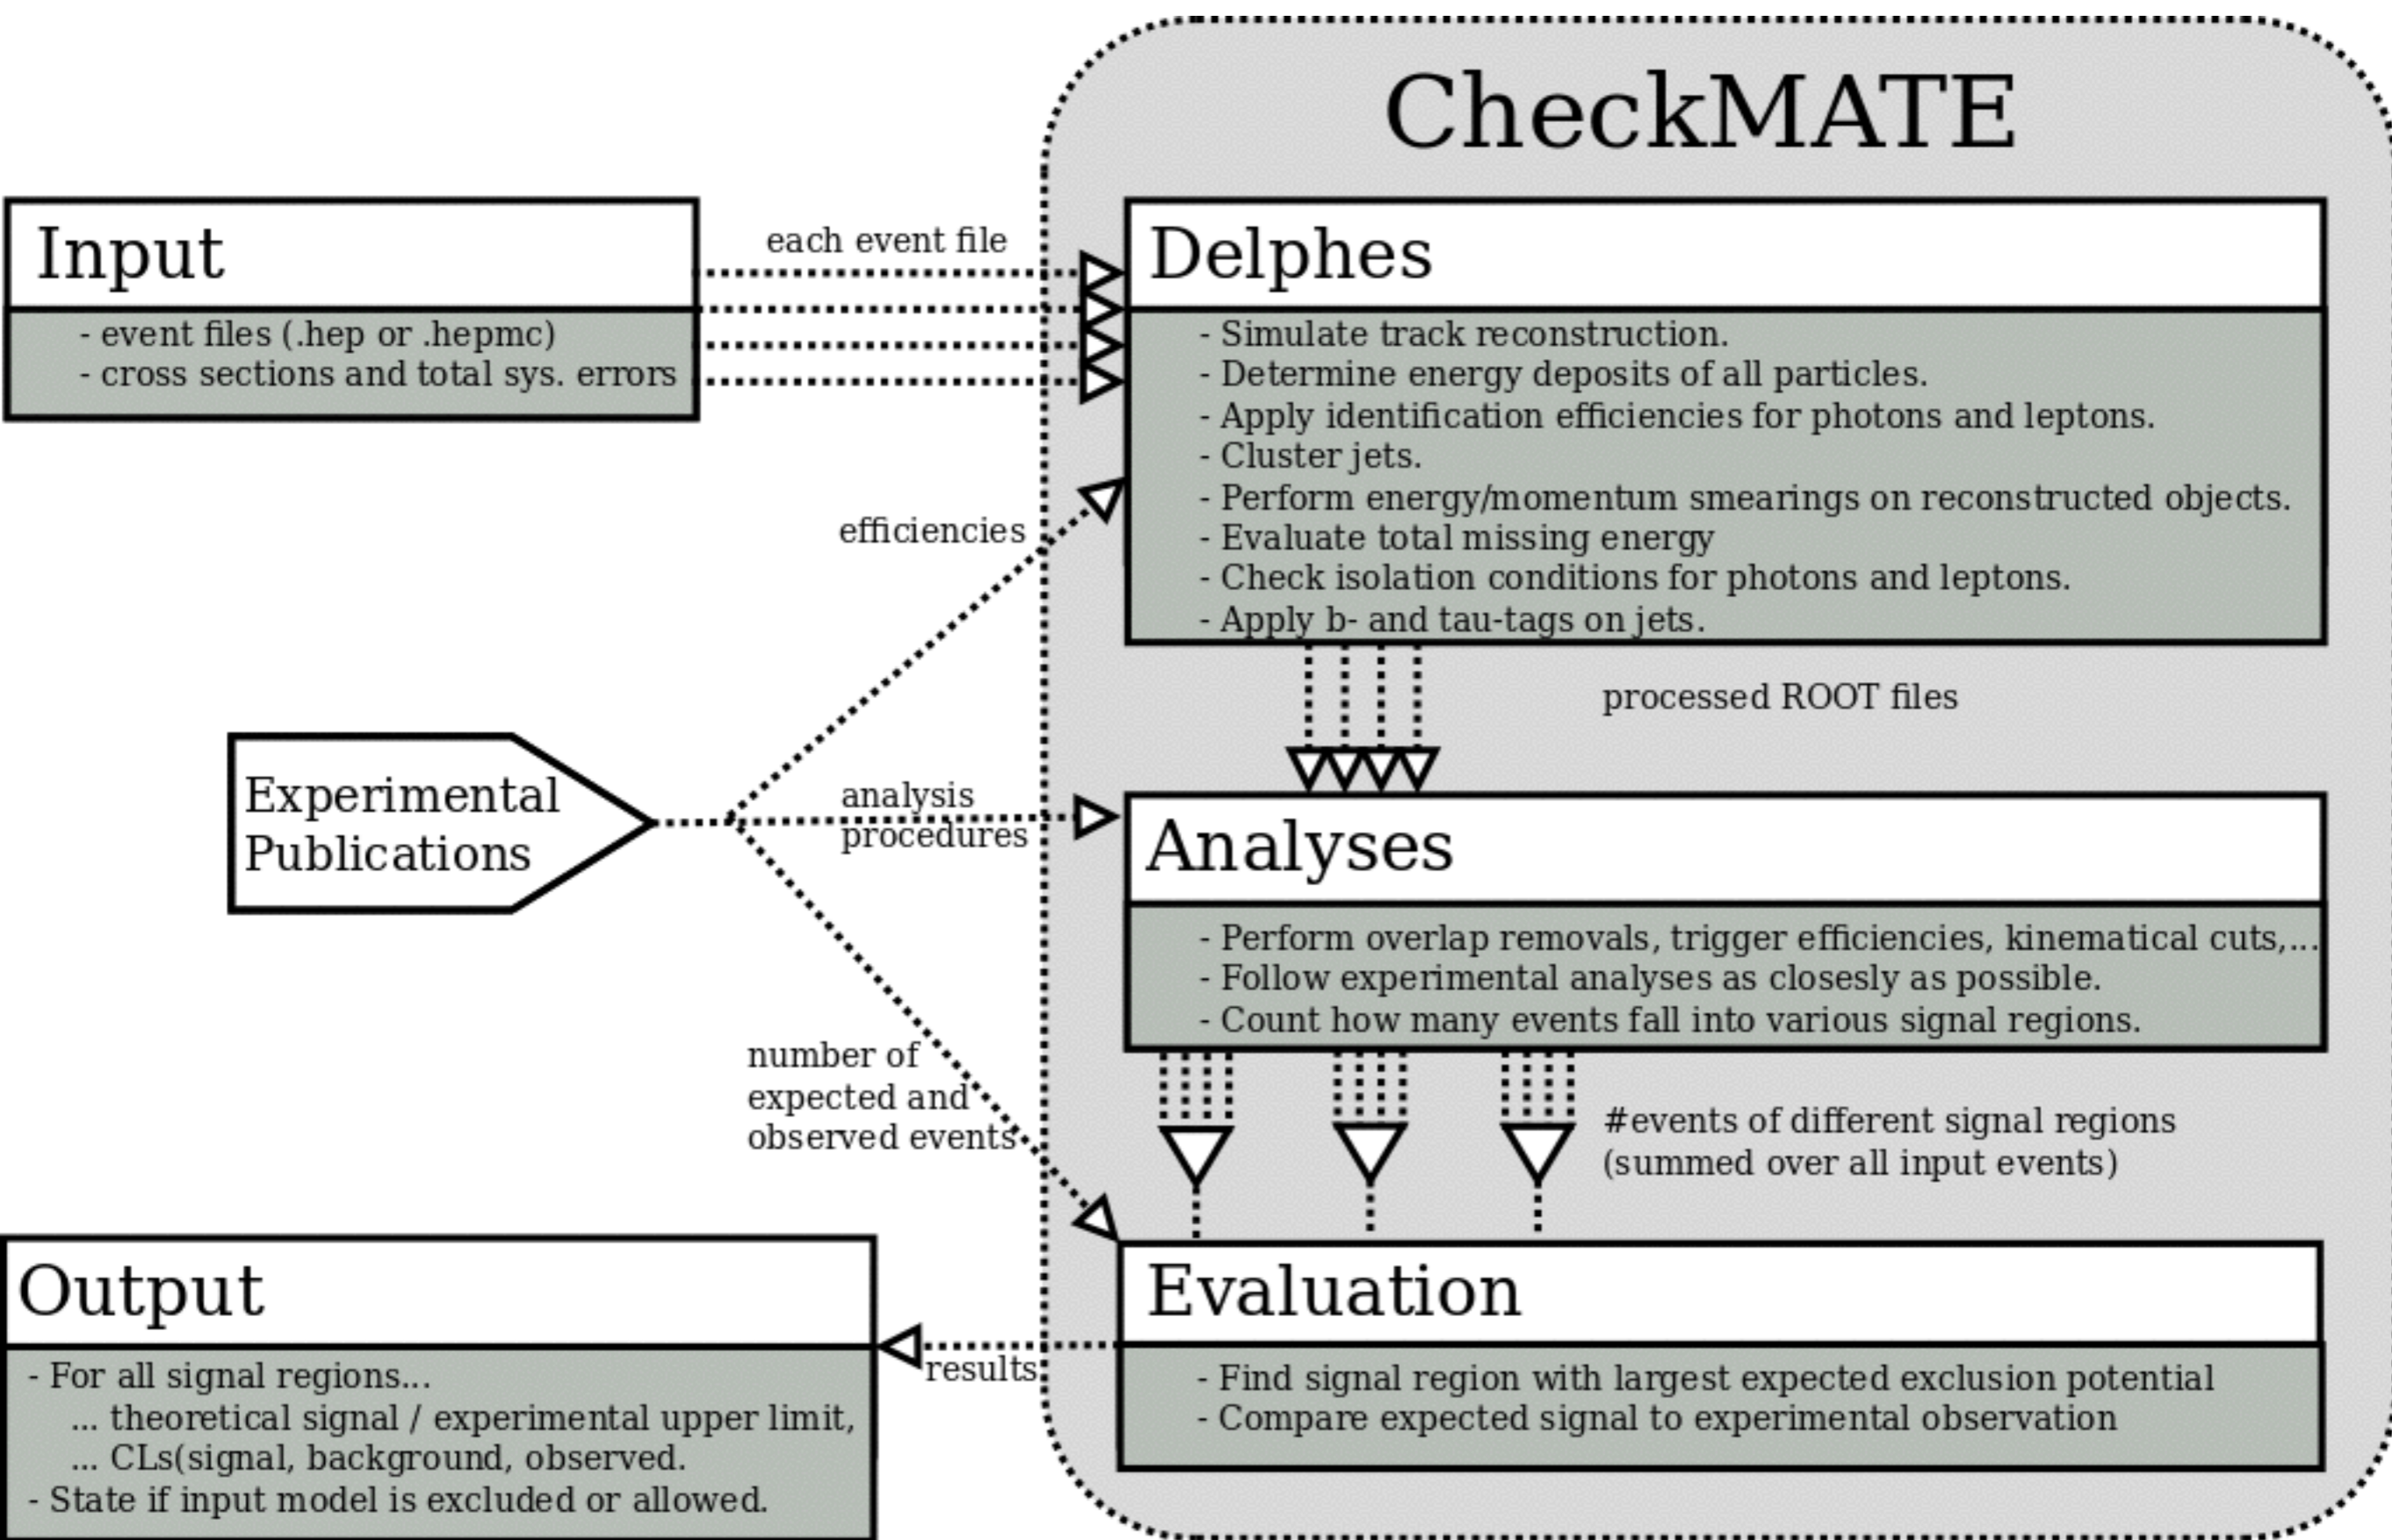 CheckMATE
Input
- event files (.hep or .hepmc)
- cross sections and total sys. errors
each event file
Delphes
- Simulate track reconstruction.
- Determine energy deposits of all particles.
- Apply identification efficiencies for photons and leptons.
- Cluster jets.
- Perform energy/momentum smearings on reconstructed objects.
- Evaluate total missing energy
- Check isolation conditions for photons and leptons.
- Apply b- and tau-tags on jets.
efficiencies
processed ROOT files
Experimental
Publications
analysis
procedures
Analyses
- Perform overlap removals, trigger efficiencies, kinematical cuts,...
- Follow experimental analyses as closesly as possible.
- Count how many events fall into various signal regions.
number of
expected and
observed events
#events of different signal regions
(summed over all input events)
Evaluation
- Find signal region with largest expected exclusion potential
- Compare expected signal to experimental observation
results
Output
- For all signal regions...
... theoretical signal / experimental upper limit,
... CLs(signal, background, observed.
- State if input model is excluded or allowed.